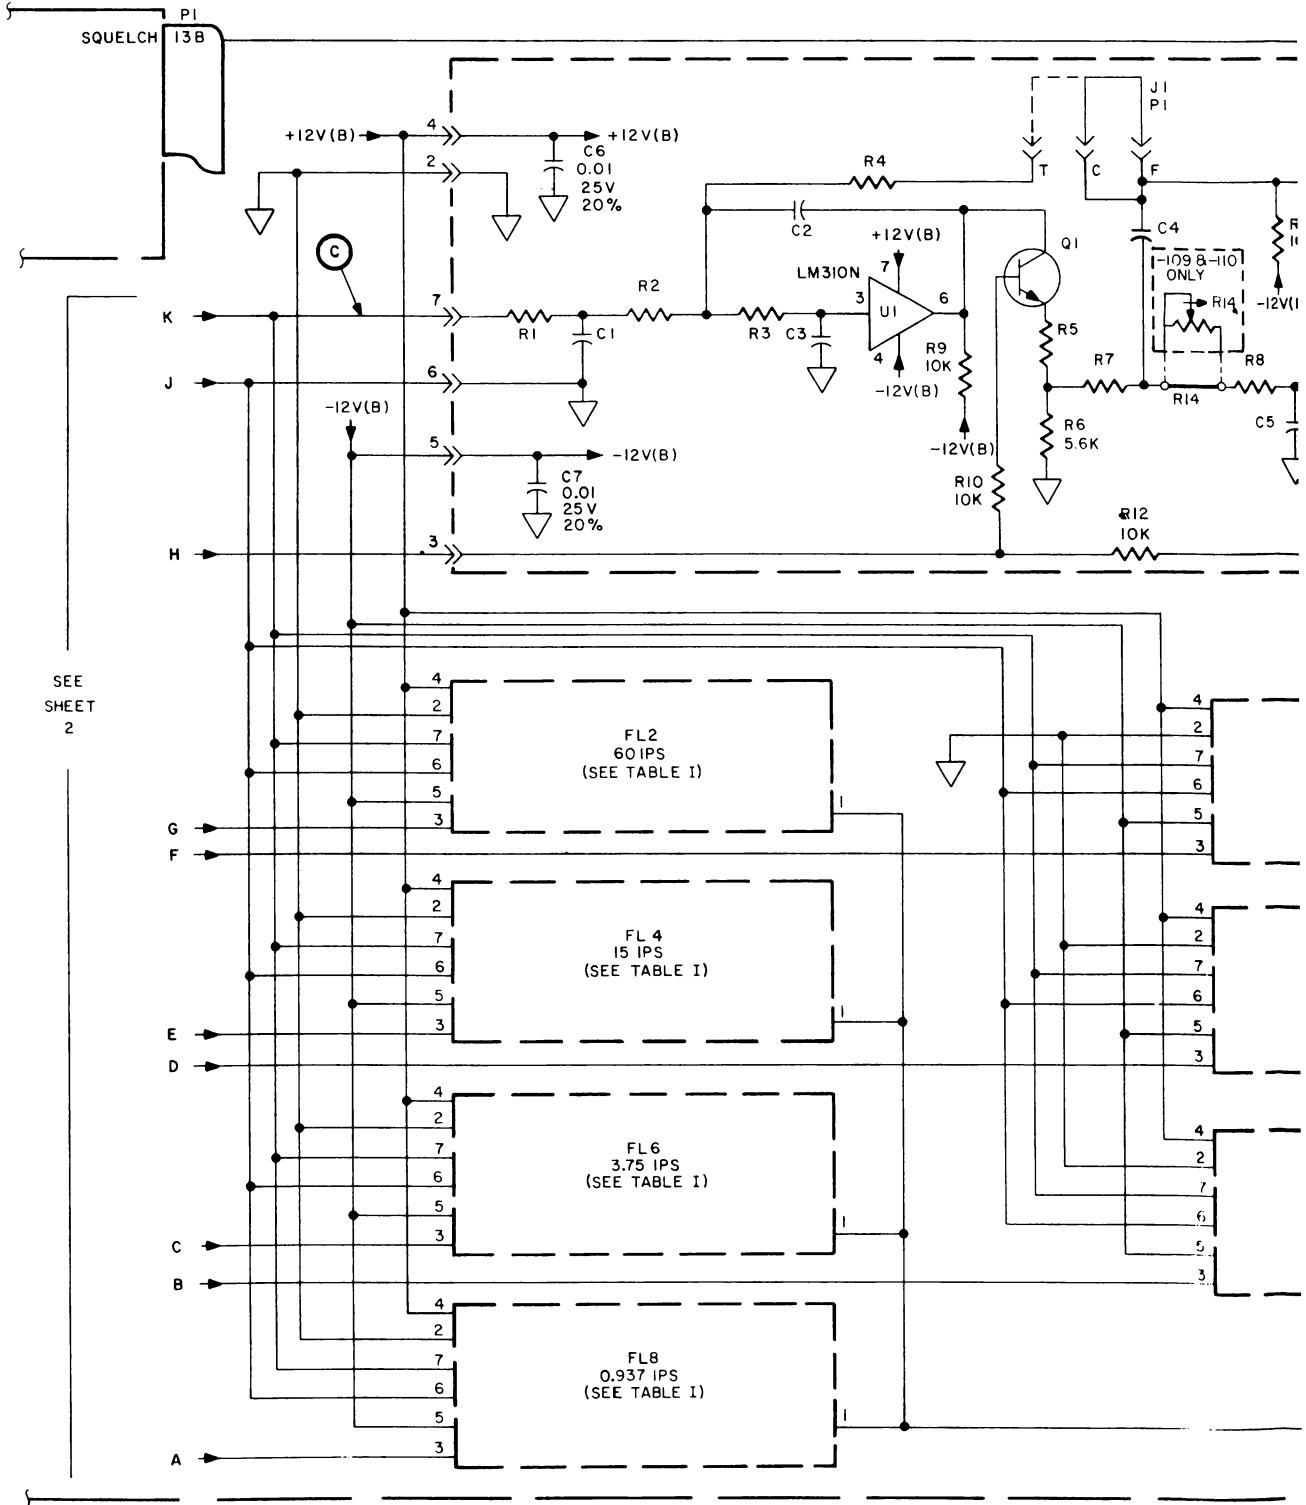 P1
SQUELCH 13B
J1
P1
+12V(B)
4
+12V(B)
2
C6
0.01
25V
20%
R4
T
C
F
C2
+12V(B)
C4
Q1
-109 & -110
ONLY
R14
-12V(
C
LM310N
7
K
7
R1
R2
C1
R3
C3
3
U1
6
4
-12V(B)
R9
10K
-12V(B)
R5
R7
R14
R8
J
6
-12V(B)
R6
5.6K
C5
5
-12V(B)
C7
0.01
25V
20%
R10
10K
R12
10K
H
3
SEE
SHEET
2
4
2
7
6
5
3
FL2
60 IPS
(SEE TABLE I)
1
G
F
4
2
7
6
5
3
4
2
7
6
5
3
FL4
15 IPS
(SEE TABLE I)
1
E
D
4
2
7
6
5
3
4
2
7
6
5
3
FL6
3.75 IPS
(SEE TABLE I)
1
C
B
4
2
7
6
5
3
4
2
7
6
5
3
FL8
0.937 IPS
(SEE TABLE I)
1
A